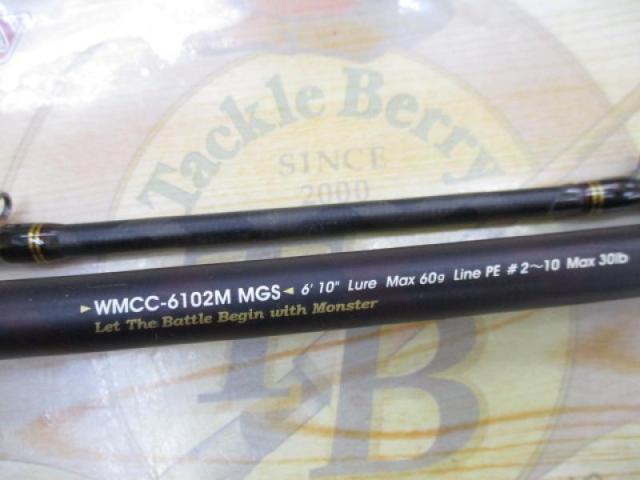 Tackle Berry
SINCE
2000
TB
►WMCC-6102M MGS◄ 6' 10" Lure Max 60g Line PE #2～10 Max 30lb
Let The Battle Begin with Monster